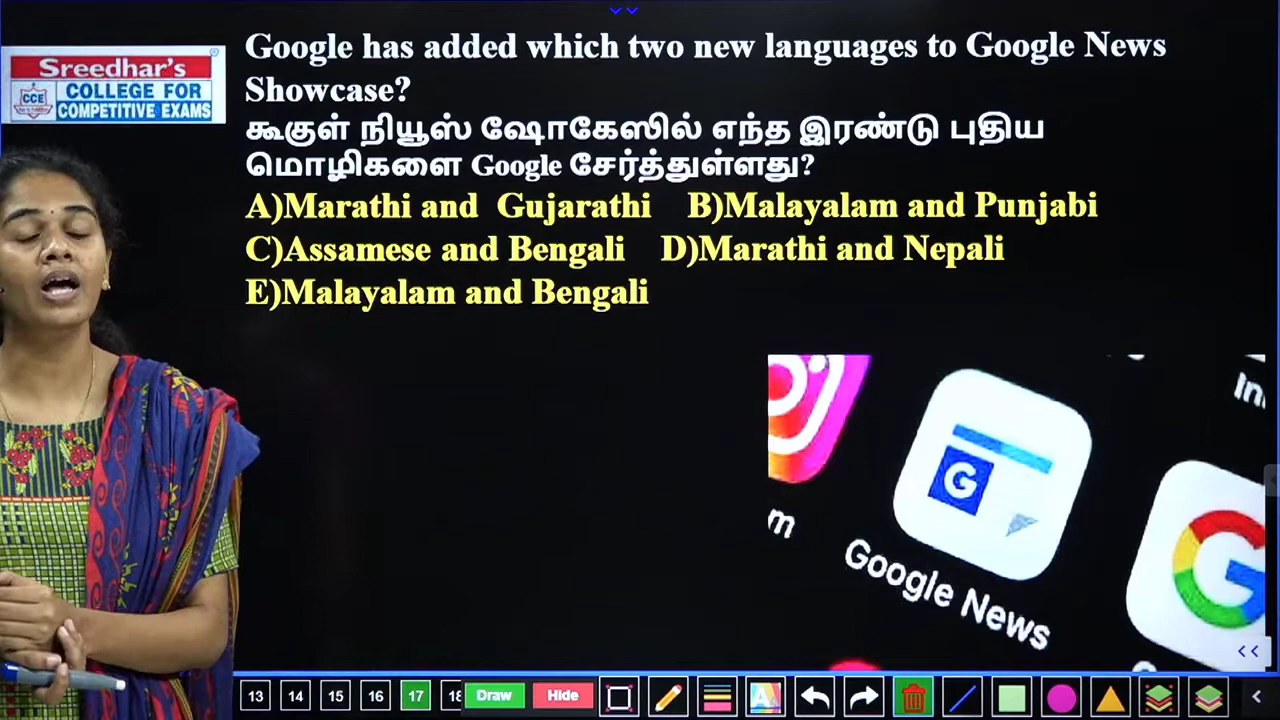 Google has added which two new languages to Google News
Showcase?
கூகுள் நியூஸ் ஷோகேஸில் எந்த இரண்டு புதிய
மொழிகளை Google சேர்த்துள்ளது?
A)Marathi and Gujarathi B)Malayalam and Punjabi
C)Assamese and Bengali D)Marathi and Nepali
E)Malayalam and Bengali
Sreedhar's
CCE
COLLEGE FOR
COMPETITIVE EXAMS
In
m
G
Google News
G
13 14 15 16 17 18 Draw Hide A